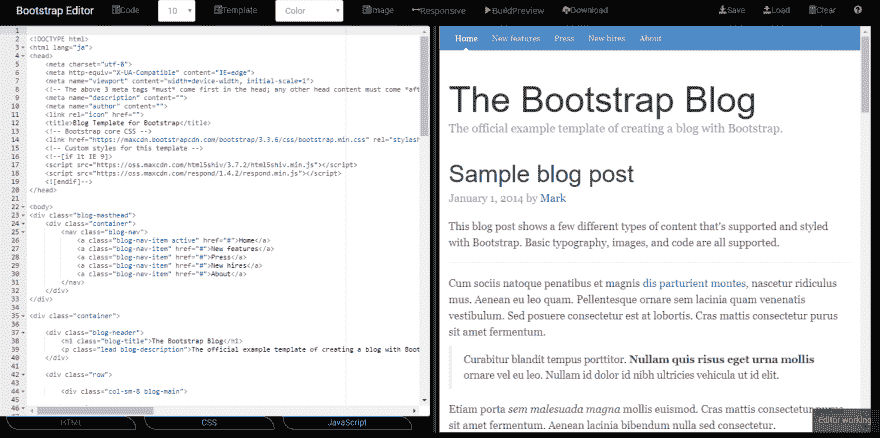 Bootstrap Editor Code 10 Template Color Image Responsive BuildPreview Download Save Load Clear
1
2 <!DOCTYPE html>
3 <html lang="ja">
4 <head>
5 <meta charset="utf-8">
6 <meta http-equiv="X-UA-Compatible" content="IE=edge">
7 <meta name="viewport" content="width=device-width, initial-scale=1">
8 <!-- The above 3 meta tags *must* come first in the head; any other head content must come *aft
9 <meta name="description" content="">
10 <meta name="author" content="">
11 <link rel="icon" href="">
12 <title>Blog Template for Bootstrap</title>
13 <!-- Bootstrap core CSS -->
14 <link href="https://maxcdn.bootstrapcdn.com/bootstrap/3.3.6/css/bootstrap.min.css" rel="stylesh
15 <!-- Custom styles for this template -->
16 <!--[if lt IE 9]>
17 <script src="https://oss.maxcdn.com/html5shiv/3.7.2/html5shiv.min.js"></script>
18 <script src="https://oss.maxcdn.com/respond/1.4.2/respond.min.js"></script>
19 <![endif]-->
20 </head>
21
22 <body>
23 <div class="blog-masthead">
24 <div class="container">
25 <nav class="blog-nav">
26 <a class="blog-nav-item active" href="#">Home</a>
27 <a class="blog-nav-item" href="#">New features</a>
28 <a class="blog-nav-item" href="#">Press</a>
29 <a class="blog-nav-item" href="#">New hires</a>
30 <a class="blog-nav-item" href="#">About</a>
31 </nav>
32 </div>
33 </div>
34
35 <div class="container">
36
37 <div class="blog-header">
38 <h1 class="blog-title">The Bootstrap Blog</h1>
39 <p class="lead blog-description">The official example template of creating a blog with Boot
40 </div>
41
42 <div class="row">
43
44 <div class="col-sm-8 blog-main">
45
HTML CSS JavaScript
Home New features Press New hires About
The Bootstrap Blog
The official example template of creating a blog with Bootstrap.
Sample blog post
January 1, 2014 by Mark
This blog post shows a few different types of content that's supported and styled
with Bootstrap. Basic typography, images, and code are all supported.
Cum sociis natoque penatibus et magnis dis parturient montes, nascetur ridiculus
mus. Aenean eu leo quam. Pellentesque ornare sem lacinia quam venenatis
vestibulum. Sed posuere consectetur est at lobortis. Cras mattis consectetur purus
sit amet fermentum.
Curabitur blandit tempus porttitor. Nullam quis risus eget urna mollis
ornare vel eu leo. Nullam id dolor id nibh ultricies vehicula ut id elit.
Etiam porta sem malesuada magna mollis euismod. Cras mattis consectetur purus
sit amet fermentum. Aenean lacinia bibendum nulla sed consectetur.
Editor working